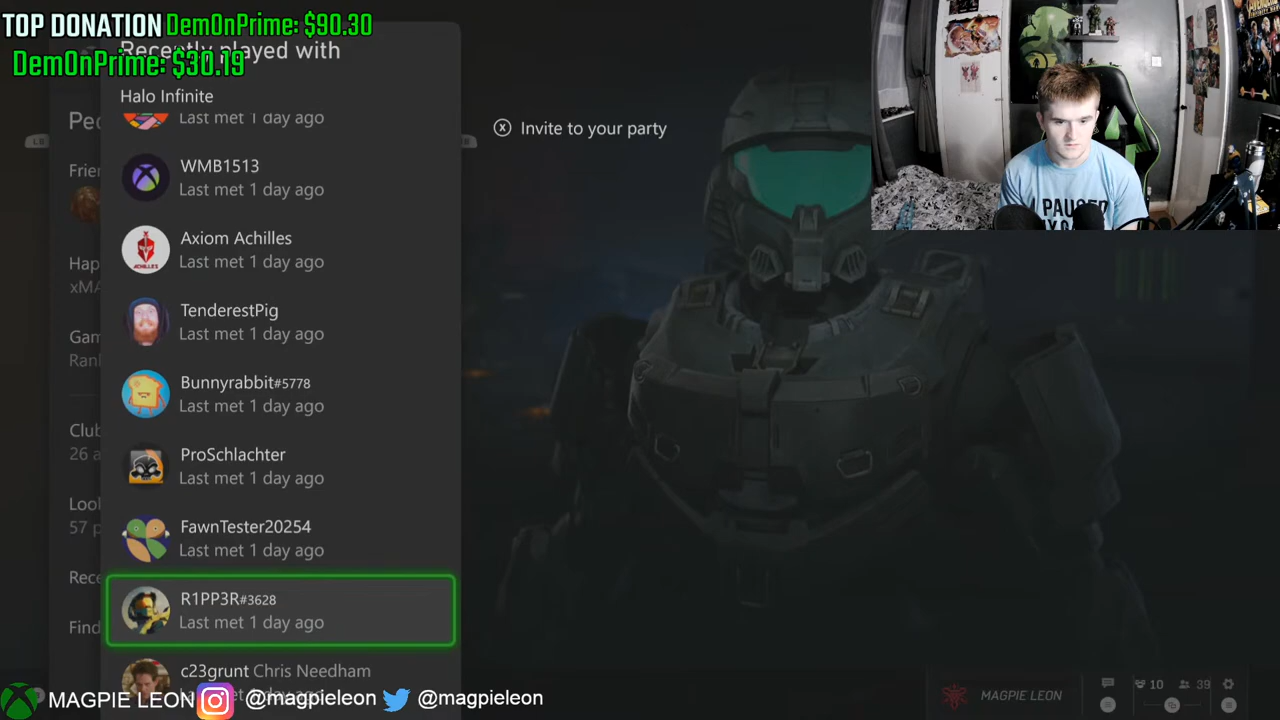 TOP DONATION DemOnPrime: $90.30
DemOnPrime: $30.19
Recently played with
Halo Infinite
Last met 1 day ago
WMB1513
Last met 1 day ago
Axiom Achilles
Last met 1 day ago
TenderestPig
Last met 1 day ago
Bunnyrabbit#5778
Last met 1 day ago
ProSchlachter
Last met 1 day ago
FawnTester20254
Last met 1 day ago
R1PP3R#3628
Last met 1 day ago
c23grunt Chris Needham
Invite to your party
MAGPIE LEON @magpieleon @magpieleon
MAGPIE LEON
10 39